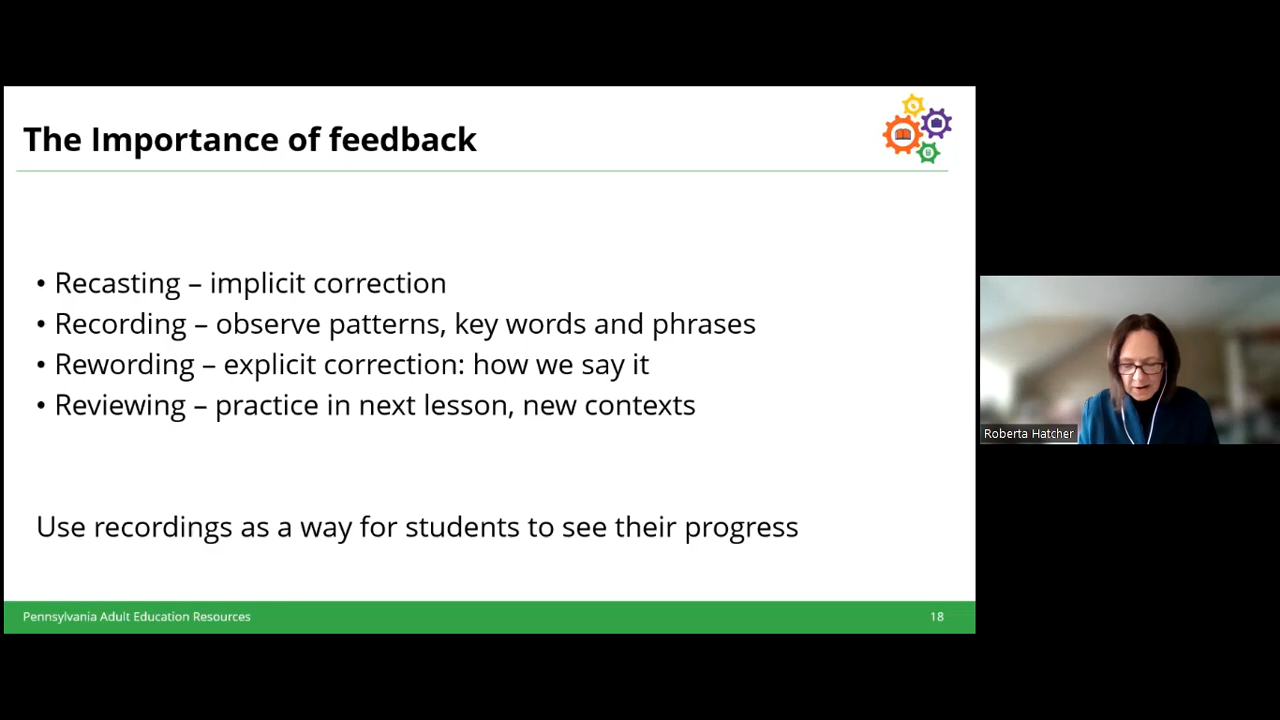 The Importance of feedback
• Recasting – implicit correction
• Recording – observe patterns, key words and phrases
• Rewording – explicit correction: how we say it
• Reviewing – practice in next lesson, new contexts
Use recordings as a way for students to see their progress
Pennsylvania Adult Education Resources
18
Roberta Hatcher